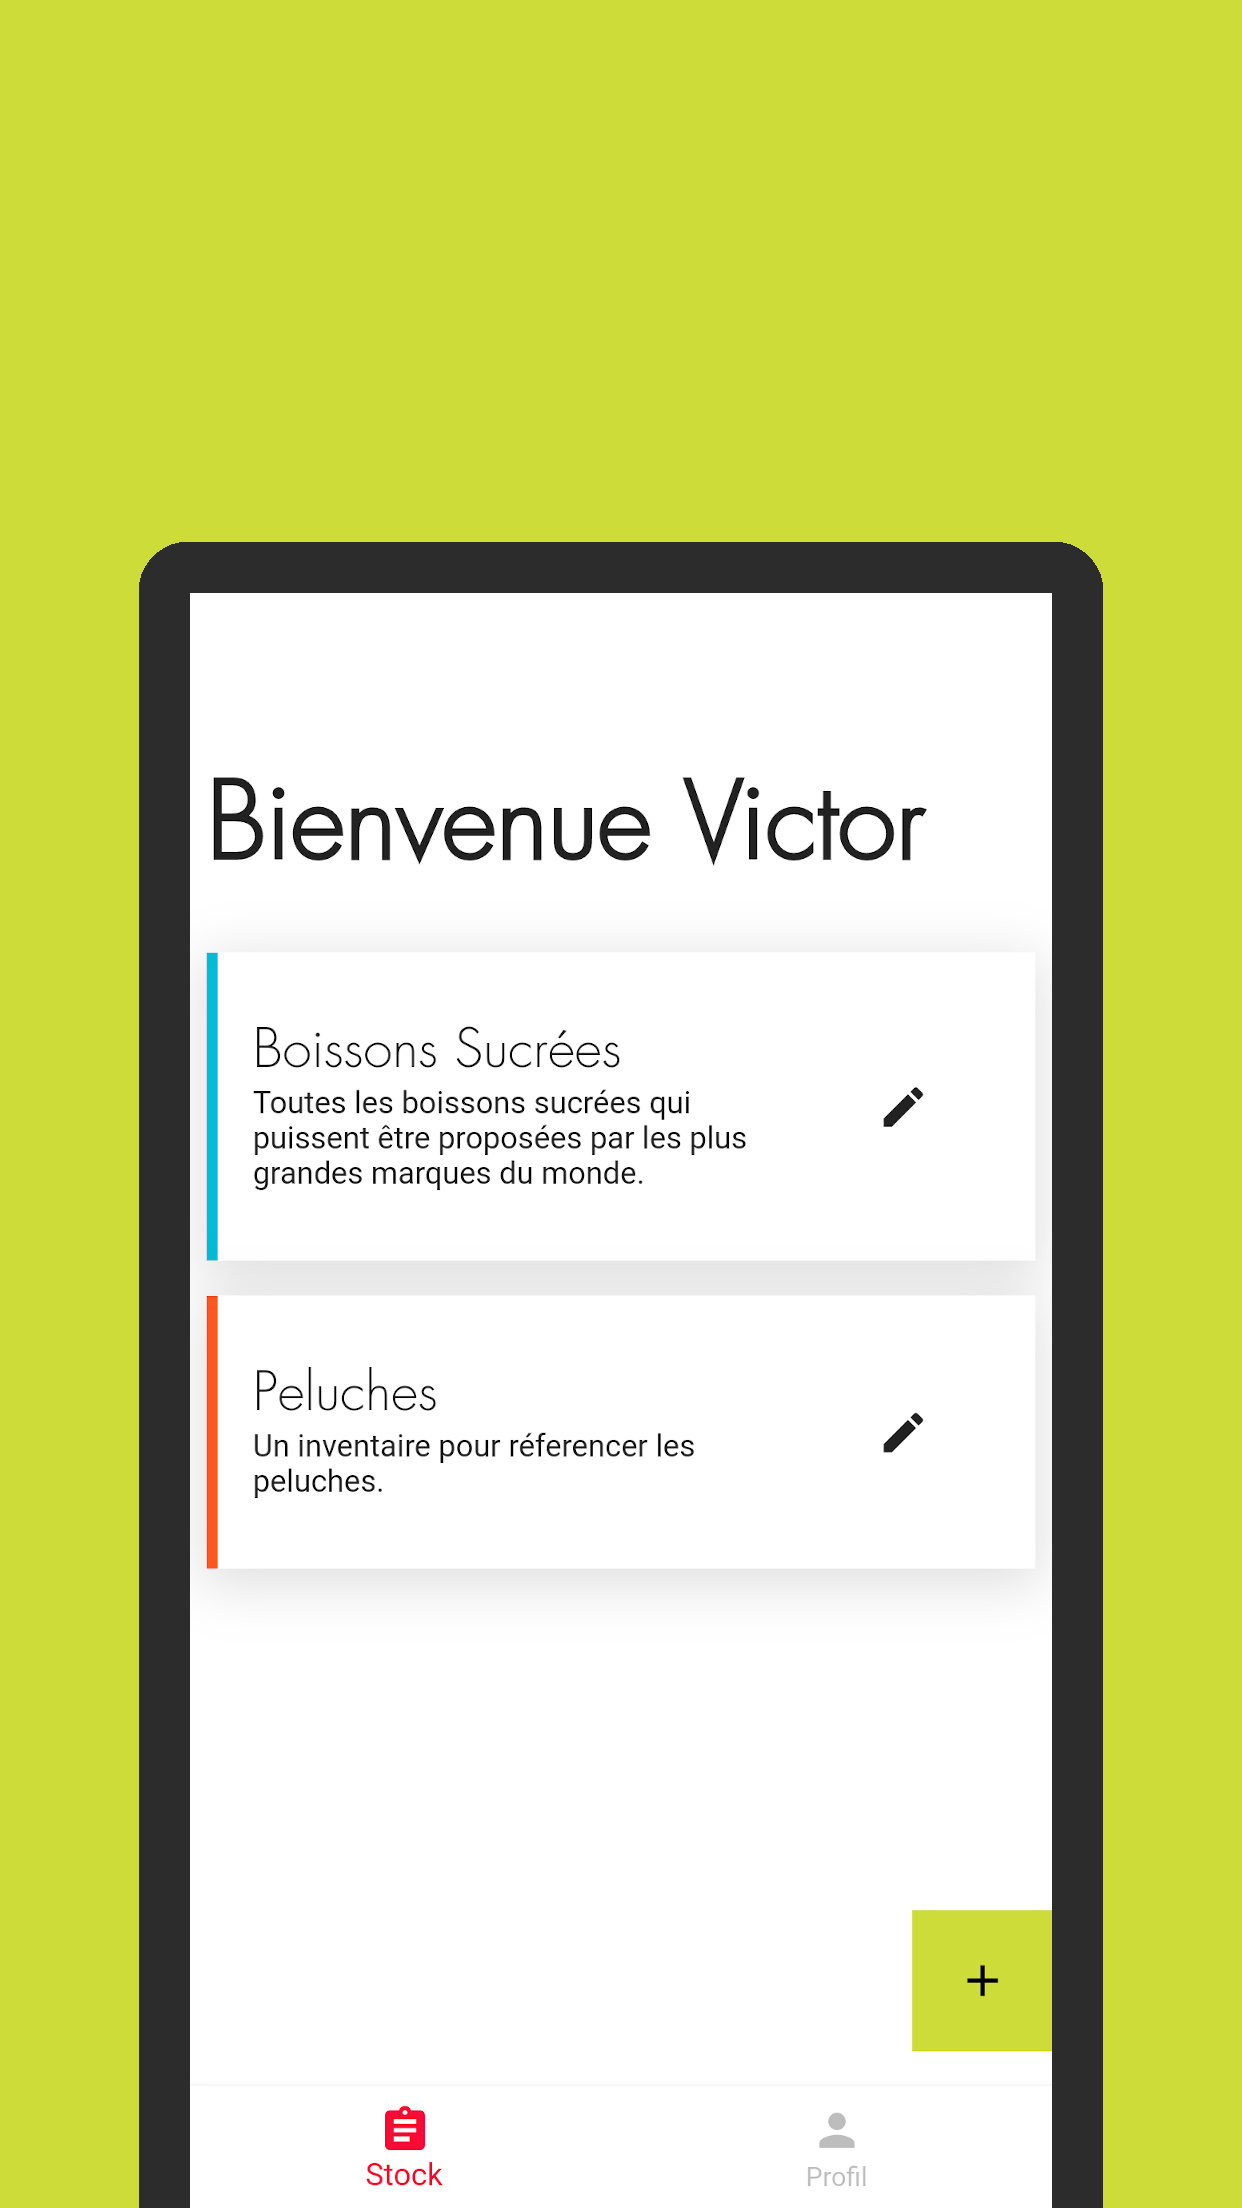 Bienvenue Victor
Boissons Sucrées
Toutes les boissons sucrées qui
puissent être proposées par les plus
grandes marques du monde.
Peluches
Un inventaire pour réferencer les
peluches.
Stock
Profil